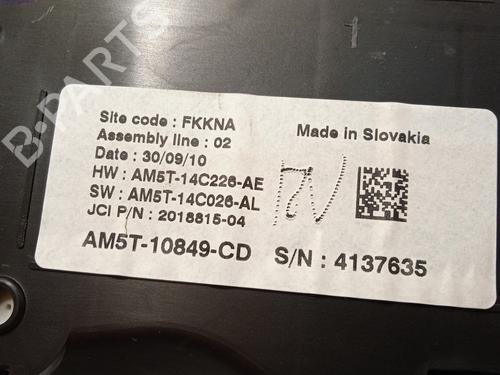 B-PARTS
Site code : FKKNA
Assembly line : 02
Date : 30/09/10
HW : AM5T-14C226-AE
SW : AM5T-14C026-AL
JCI P/N : 2018815-04
AM5T-10849-CD
Made in Slovakia
S/N : 4137635